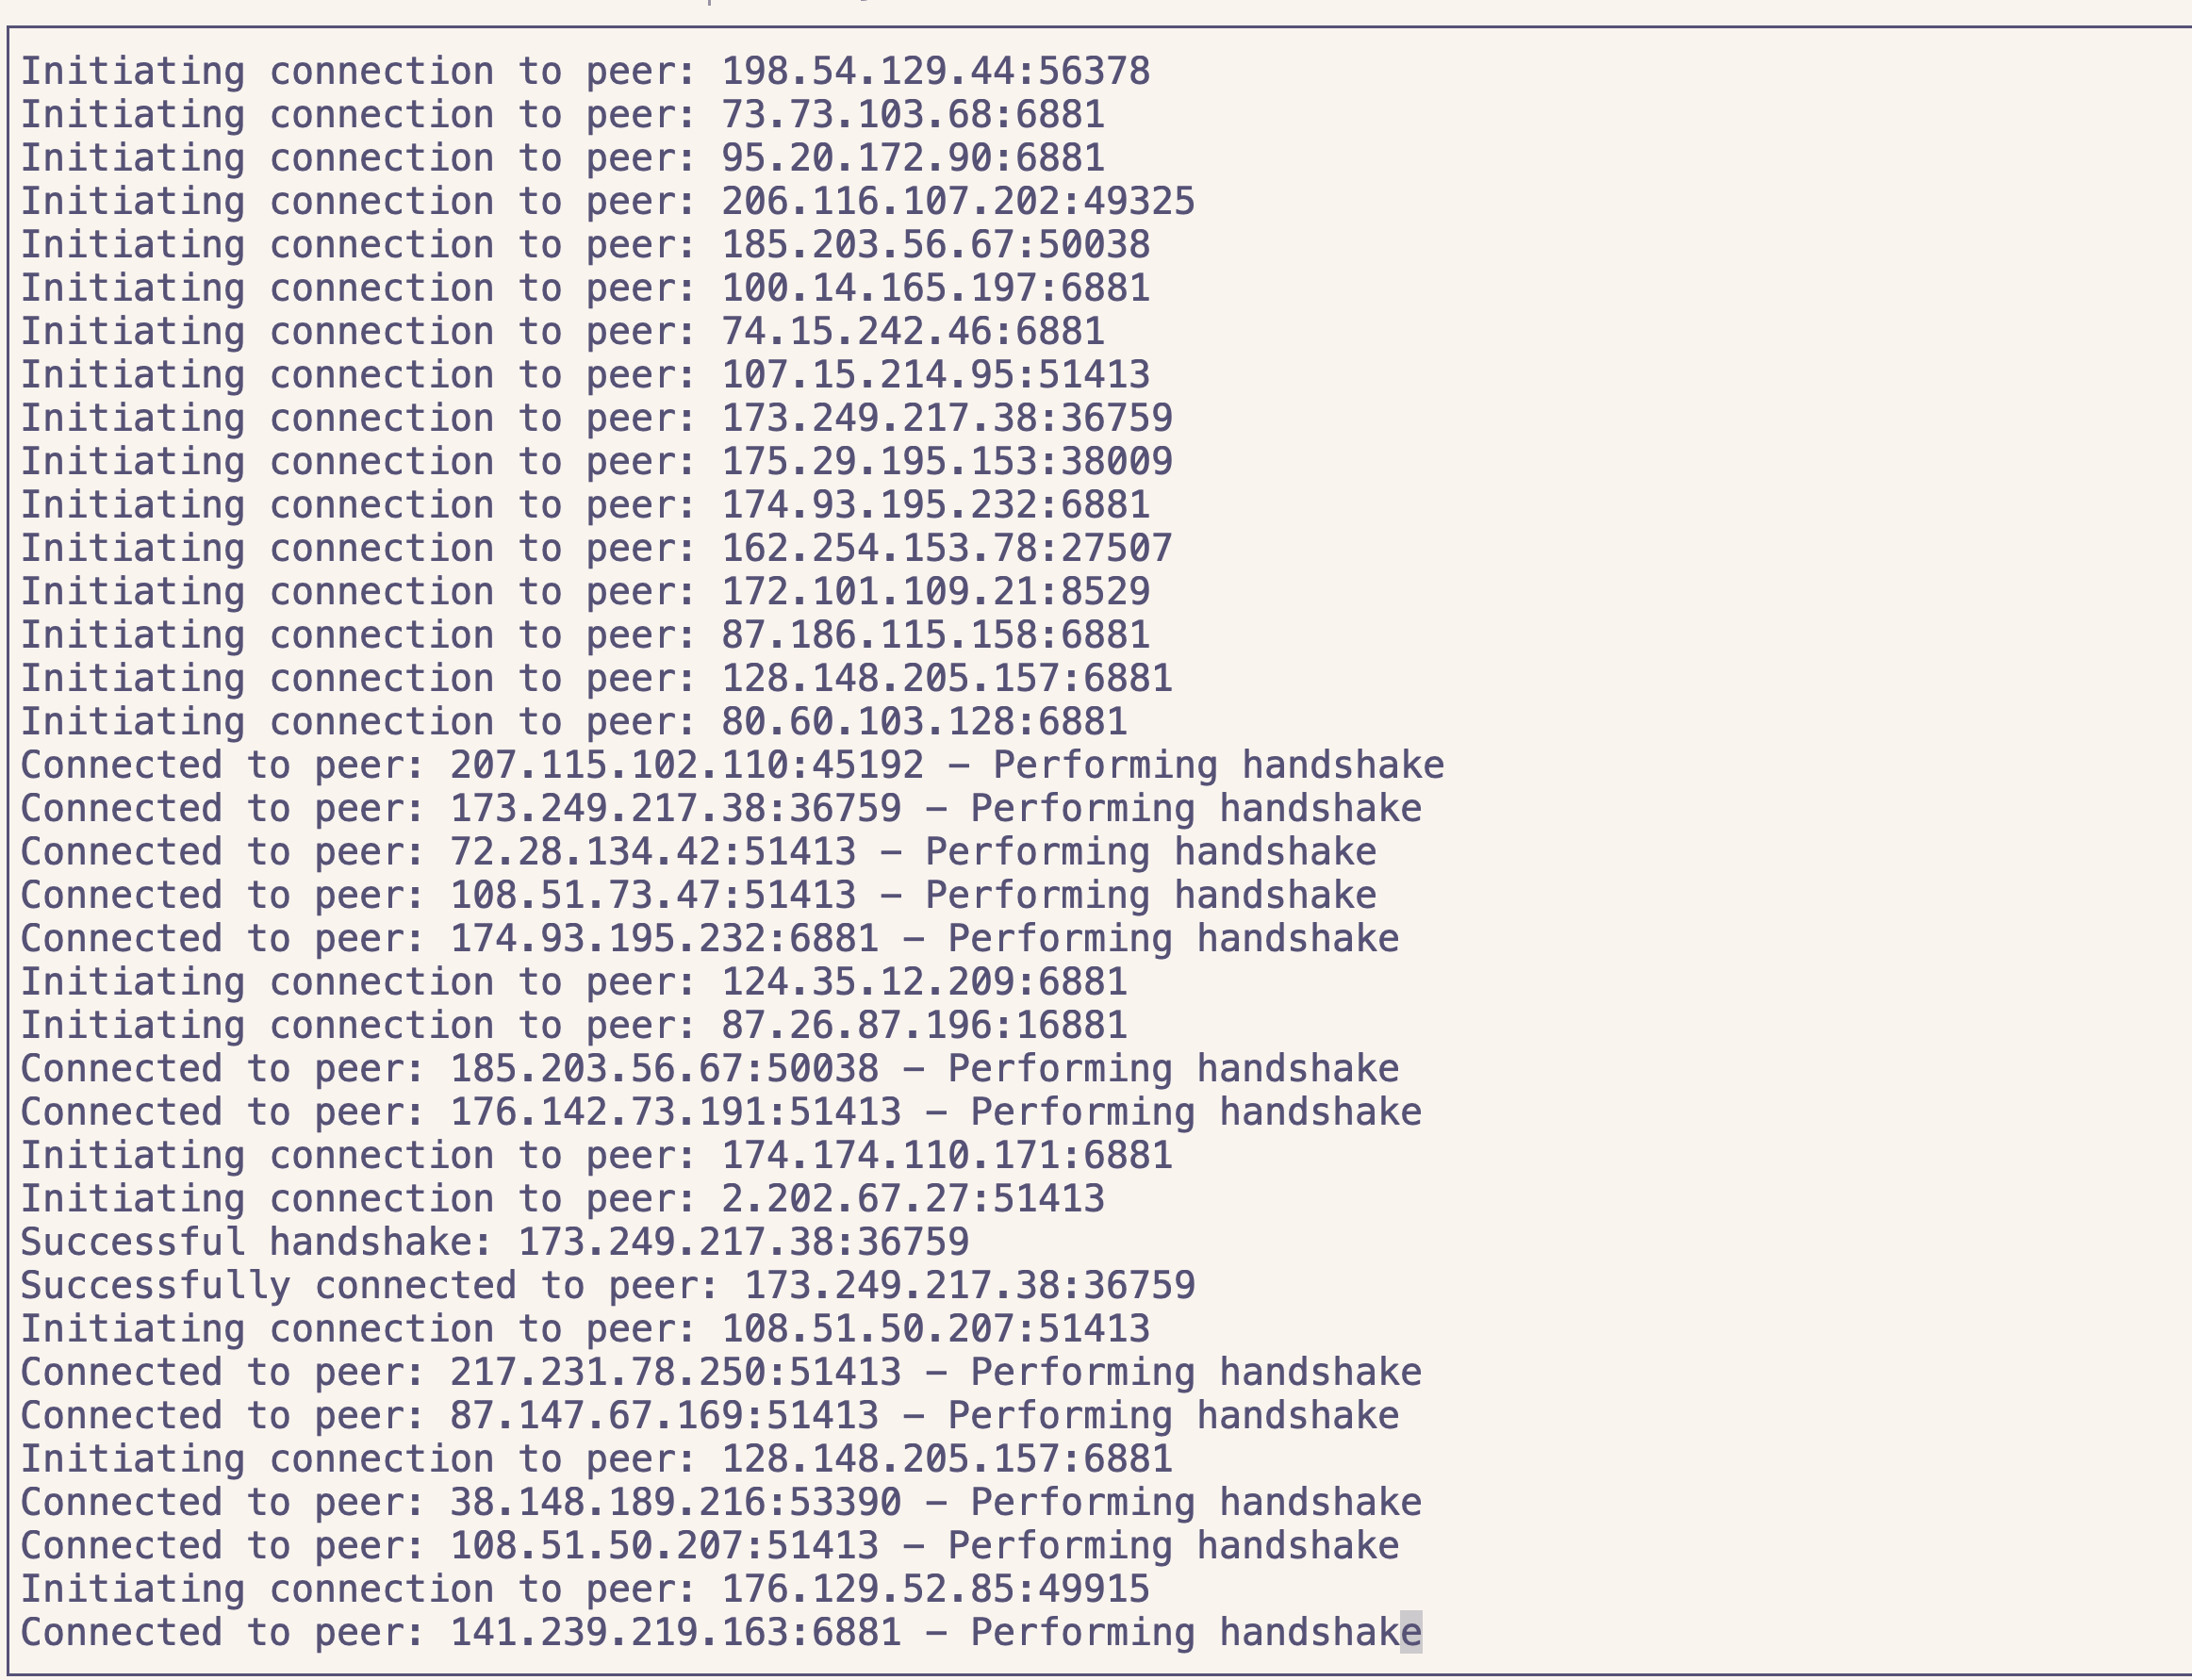 Initiating connection to peer: 198.54.129.44:56378
Initiating connection to peer: 73.73.103.68:6881
Initiating connection to peer: 95.20.172.90:6881
Initiating connection to peer: 206.116.107.202:49325
Initiating connection to peer: 185.203.56.67:50038
Initiating connection to peer: 100.14.165.197:6881
Initiating connection to peer: 74.15.242.46:6881
Initiating connection to peer: 107.15.214.95:51413
Initiating connection to peer: 173.249.217.38:36759
Initiating connection to peer: 175.29.195.153:38009
Initiating connection to peer: 174.93.195.232:6881
Initiating connection to peer: 162.254.153.78:27507
Initiating connection to peer: 172.101.109.21:8529
Initiating connection to peer: 87.186.115.158:6881
Initiating connection to peer: 128.148.205.157:6881
Initiating connection to peer: 80.60.103.128:6881
Connected to peer: 207.115.102.110:45192 – Performing handshake
Connected to peer: 173.249.217.38:36759 – Performing handshake
Connected to peer: 72.28.134.42:51413 – Performing handshake
Connected to peer: 108.51.73.47:51413 – Performing handshake
Connected to peer: 174.93.195.232:6881 – Performing handshake
Initiating connection to peer: 124.35.12.209:6881
Initiating connection to peer: 87.26.87.196:16881
Connected to peer: 185.203.56.67:50038 – Performing handshake
Connected to peer: 176.142.73.191:51413 – Performing handshake
Initiating connection to peer: 174.174.110.171:6881
Initiating connection to peer: 2.202.67.27:51413
Successful handshake: 173.249.217.38:36759
Successfully connected to peer: 173.249.217.38:36759
Initiating connection to peer: 108.51.50.207:51413
Connected to peer: 217.231.78.250:51413 – Performing handshake
Connected to peer: 87.147.67.169:51413 – Performing handshake
Initiating connection to peer: 128.148.205.157:6881
Connected to peer: 38.148.189.216:53390 – Performing handshake
Connected to peer: 108.51.50.207:51413 – Performing handshake
Initiating connection to peer: 176.129.52.85:49915
Connected to peer: 141.239.219.163:6881 – Performing handshake